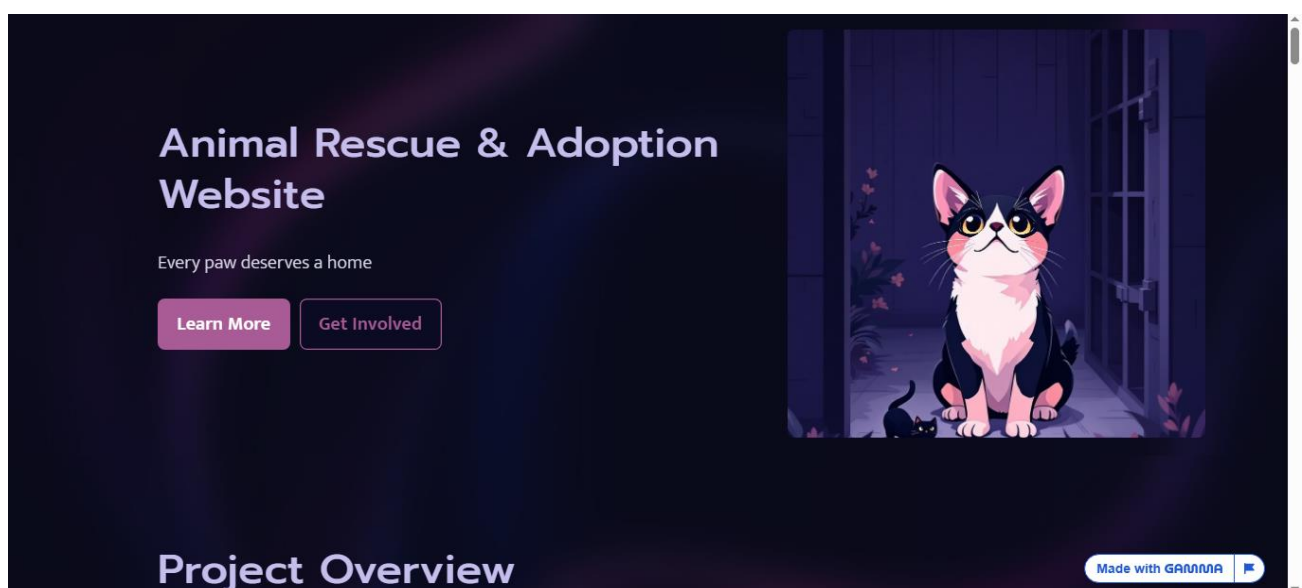 Animal Rescue & Adoption
Website
Every paw deserves a home
Learn More
Get Involved
Project Overview
Made with GAMMA